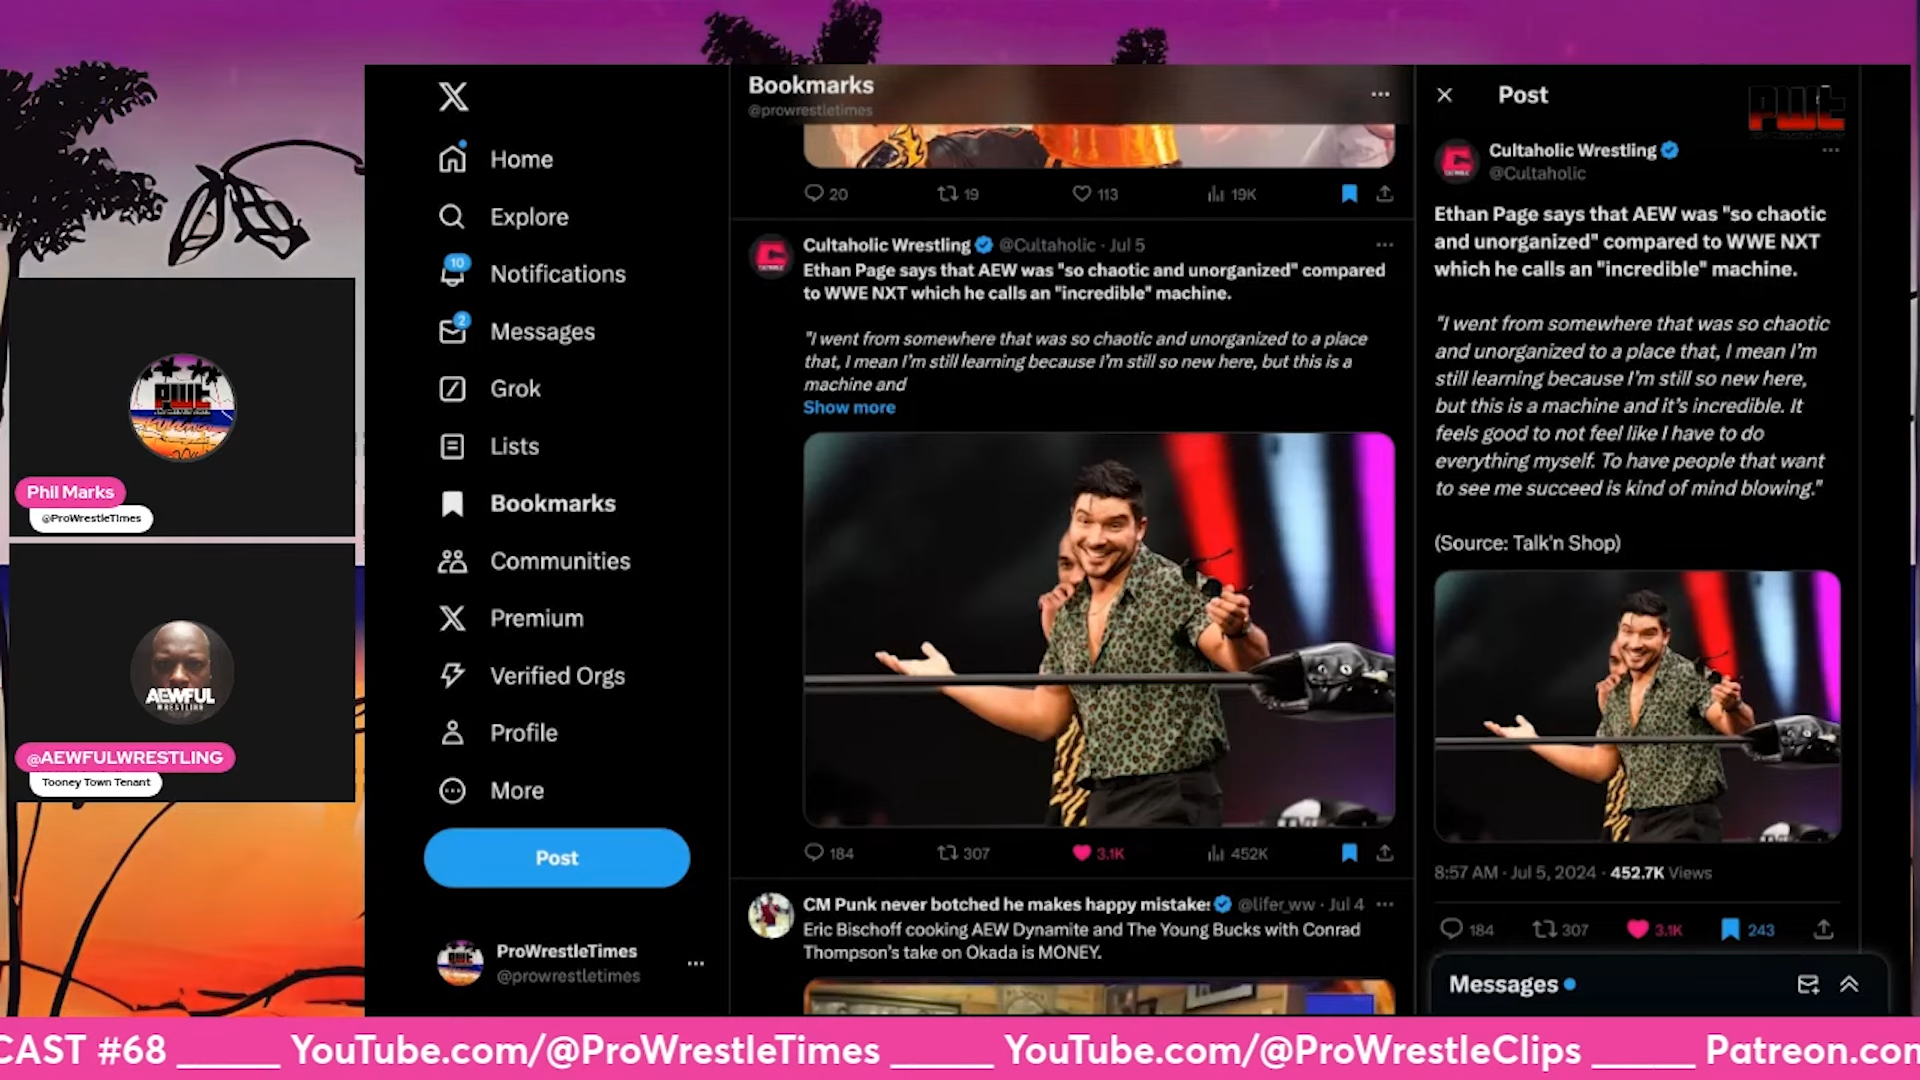 PWT
Phil Marks
@ProWrestleTimes
AEWFUL
WRESTLING
@AEWFULWRESTLING
Tooney Town Tenant
Home
Explore
10
Notifications
2
Messages
Grok
Lists
Bookmarks
Communities
Premium
Verified Orgs
Profile
More
Post
ProWrestleTimes
@prowrestletimes
Bookmarks
@prowrestletimes
20 19 113 19K
Cultaholic Wrestling @Cultaholic · Jul 5
Ethan Page says that AEW was "so chaotic and unorganized" compared
to WWE NXT which he calls an "incredible" machine.
"I went from somewhere that was so chaotic and unorganized to a place
that, I mean I'm still learning because I'm still so new here, but this is a
machine and
Show more
184 307 3.1K 452K
CM Punk never botched he makes happy mistakes @lifer_ww · Jul 4
Eric Bischoff cooking AEW Dynamite and The Young Bucks with Conrad
Thompson's take on Okada is MONEY.
Post
PWT
Cultaholic Wrestling
@Cultaholic
Ethan Page says that AEW was "so chaotic
and unorganized" compared to WWE NXT
which he calls an "incredible" machine.
"I went from somewhere that was so chaotic
and unorganized to a place that, I mean I'm
still learning because I'm still so new here,
but this is a machine and it's incredible. It
feels good to not feel like I have to do
everything myself. To have people that want
to see me succeed is kind of mind blowing."
(Source: Talk'n Shop)
8:57 AM · Jul 5, 2024 · 452.7K Views
184 307 3.1K 243
Messages
CAST #68 _____ YouTube.com/@ProWrestleTimes _____ YouTube.com/@ProWrestleClips _____ Patreon.com